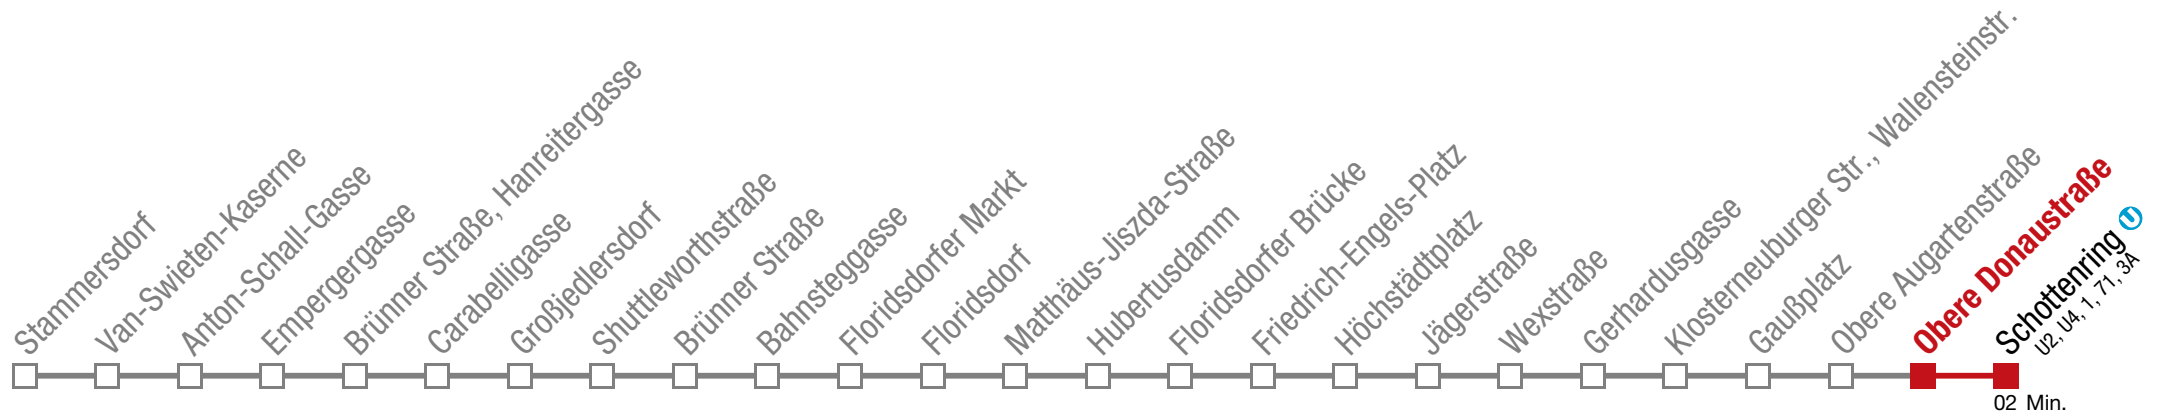 Stammersdorf
Van-Swieten-Kaserne
Anton-Schall-Gasse
Empergergasse
Brünner Straße, Hanreitergasse
Carabelligasse
Großjedlersdorf
Shuttleworthstraße
Brünner Straße
Bahnsteggasse
Floridsdorfer Markt
Floridsdorf
Matthäus-Jiszda-Straße
Hubertusdamm
Floridsdorfer Brücke
Friedrich-Engels-Platz
Höchstädtplatz
Jägerstraße
Wexstraße
Gerhardusgasse
Klosterneuburger Str., Wallensteinstr.
Gaußplatz
Obere Augartenstraße
Obere Donaustraße
Schottenring U
U2, U4, 1, 71, 3A
02 Min.